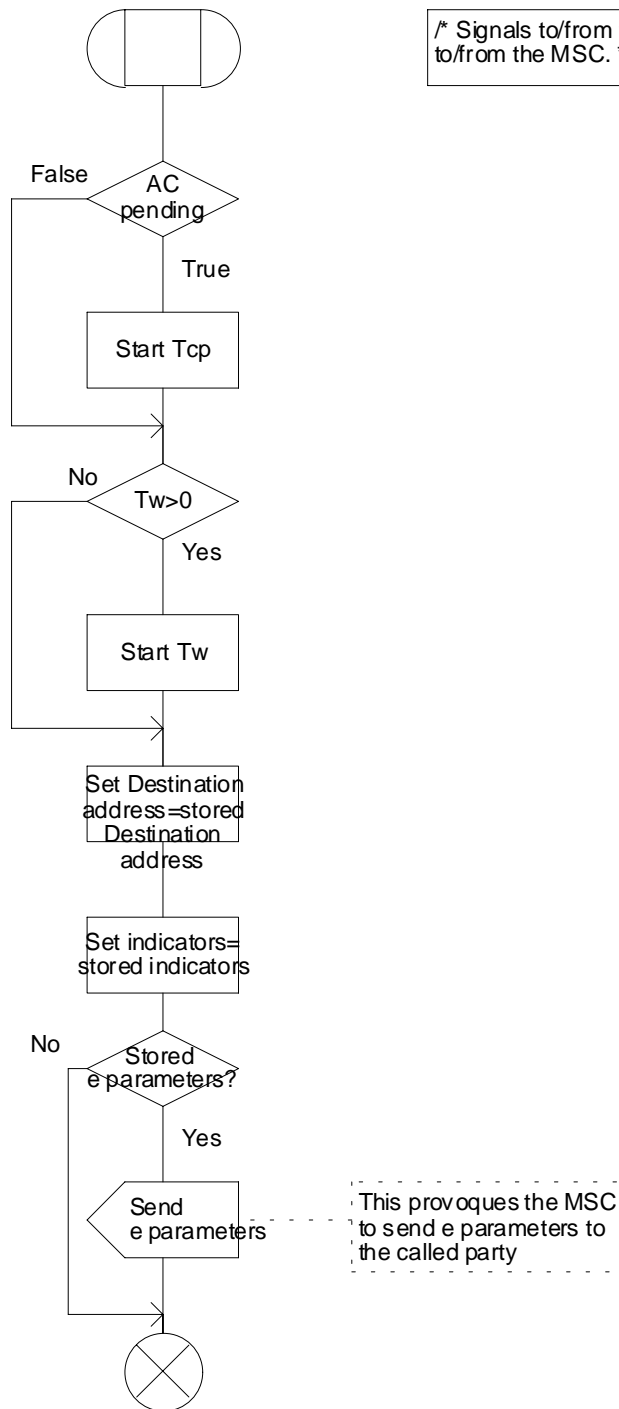 /* Signals to/from
to/from the MSC. *
False
AC
pending
True
Start Tcp
No
Tw>0
Yes
Start Tw
Set Destination
address=stored
Destination
address
Set indicators=
stored indicators
No
Stored
e parameters?
Yes
Send
e parameters
This provoques the MSC
to send e parameters to
the called party